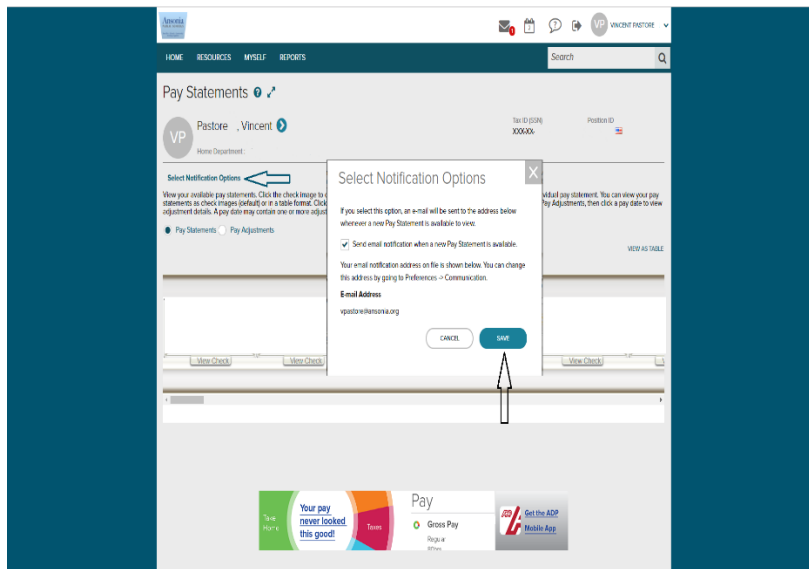 Ansonia
VP
VINCENT PASTORE
HOME RESOURCES MYSELF REPORTS
Search
Pay Statements
VP
Pastore , Vincent
Home Department:
Tax ID (SSN)
XXX-XX-
Position ID
Select Notification Options
View your available pay statements. Click the check image to
vidual pay statement. You can view your pay
statements as check images (default) or in a table format. Click
Pay Adjustments, then click a pay date to view
adjustment details. A pay date may contain one or more adjust
Pay Statements Pay Adjustments
VIEW AS TABLE
Select Notification Options
X
If you select this option, an e-mail will be sent to the address below
whenever a new Pay Statement is available to view.
Send email notification when a new Pay Statement is available.
Your email notification address on file is shown below. You can change
this address by going to Preferences -> Communication.
E-mail Address
vpastore@ansonia.org
CANCEL SAVE
View Check View Check View Check
Take
Home
Your pay
never looked
this good!
Taxes
Pay
Gross Pay
Regular
ADP
Get the ADP
Mobile App